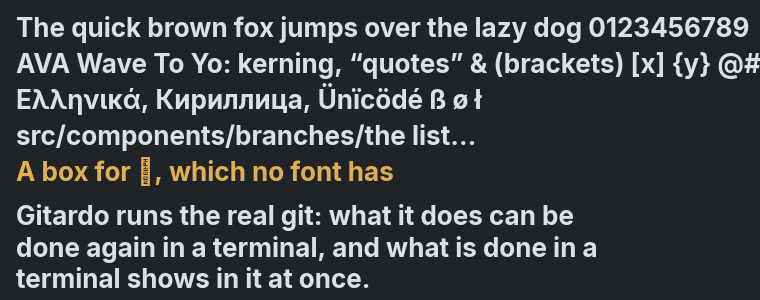 The quick brown fox jumps over the lazy dog 0123456789
AVA Wave To Yo: kerning, “quotes” & (brackets) [x] {y} @#
Ελληνικά, Кириллица, Ünïcödé ß ø ł
src/components/branches/the list…
A box for , which no font has
Gitardo runs the real git: what it does can be
done again in a terminal, and what is done in a
terminal shows in it at once.